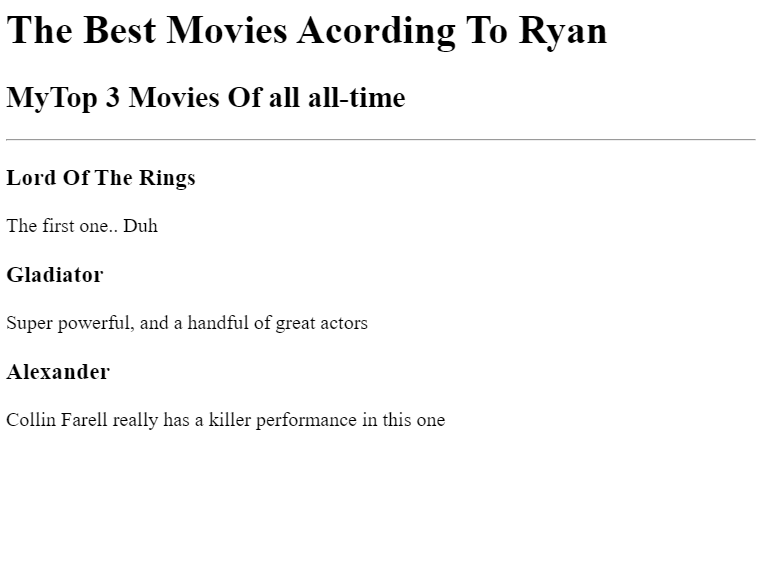 The Best Movies Acording To Ryan
MyTop 3 Movies Of all all-time
Lord Of The Rings
The first one.. Duh
Gladiator
Super powerful, and a handful of great actors
Alexander
Collin Farell really has a killer performance in this one